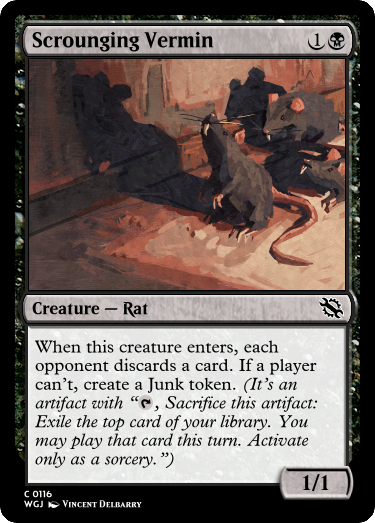 Scrounging Vermin 1
Creature — Rat
When this creature enters, each
opponent discards a card. If a player
can't, create a Junk token. (It's an
artifact with “, Sacrifice this artifact:
Exile the top card of your library. You
may play that card this turn. Activate
only as a sorcery.”)
1/1
C 0116
WGJ Vincent Delbarry